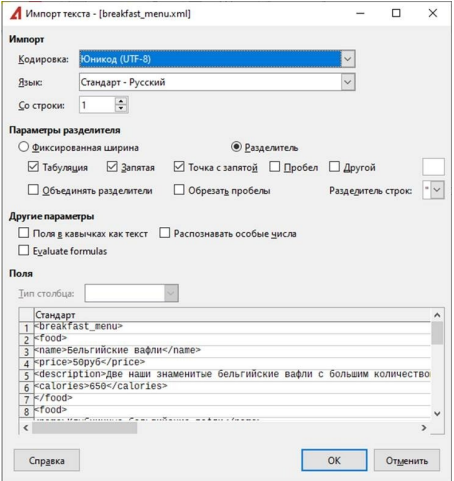 Импорт текста - [breakfast_menu.xml]
Импорт
Кодировка: Юникод (UTF-8)
Язык: Стандарт - Русский
Со строки: 1
Параметры разделителя
Фиксированная ширина Разделитель
Табуляция Запятая Точка с запятой Пробел Другой
Объединять разделители Обрезать пробелы Разделитель строк: "
Другие параметры
Поля в кавычках как текст Распознавать особые числа
Evaluate formulas
Поля
Тип столбца:
Стандарт
1 <breakfast_menu>
2 <food>
3 <name>Бельгийские вафли</name>
4 <price>50руб</price>
5 <description>Две наши знаменитые бельгийские вафли с большим количество
6 <calories>650</calories>
7 </food>
8 <food>
Справка ОК Отменить